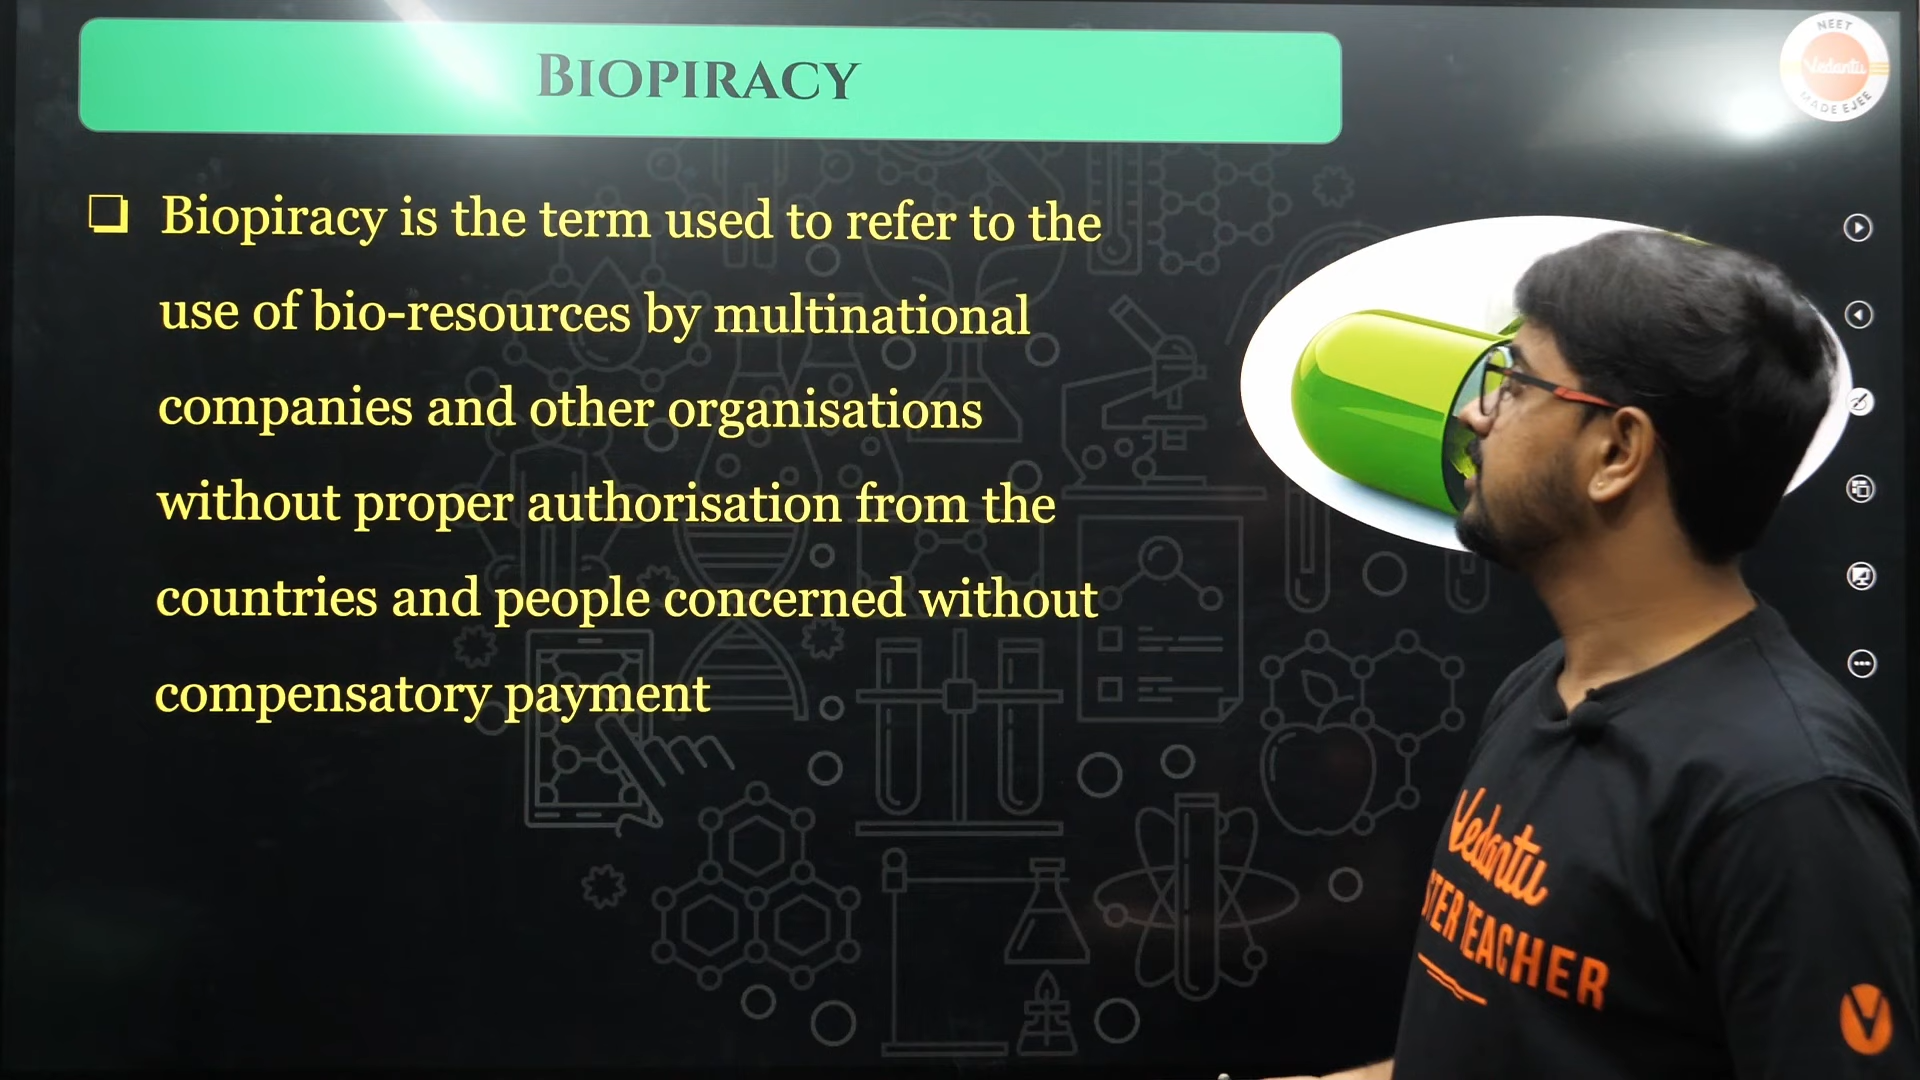 BIOPIRACY
NEET
Vedantu
MADE EJEE
Biopiracy is the term used to refer to the
use of bio-resources by multinational
companies and other organisations
without proper authorisation from the
countries and people concerned without
compensatory payment
Vedantu
STER TEACHER